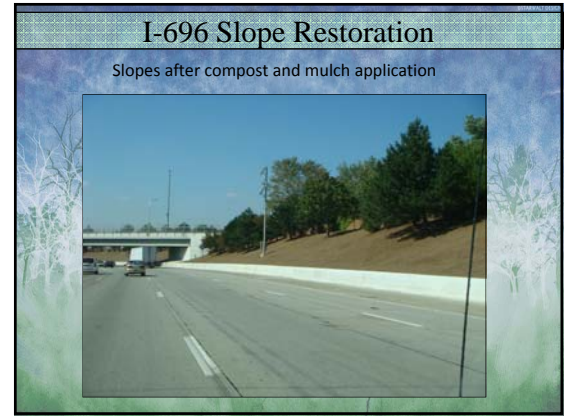 I-696 Slope Restoration
Slopes after compost and mulch application